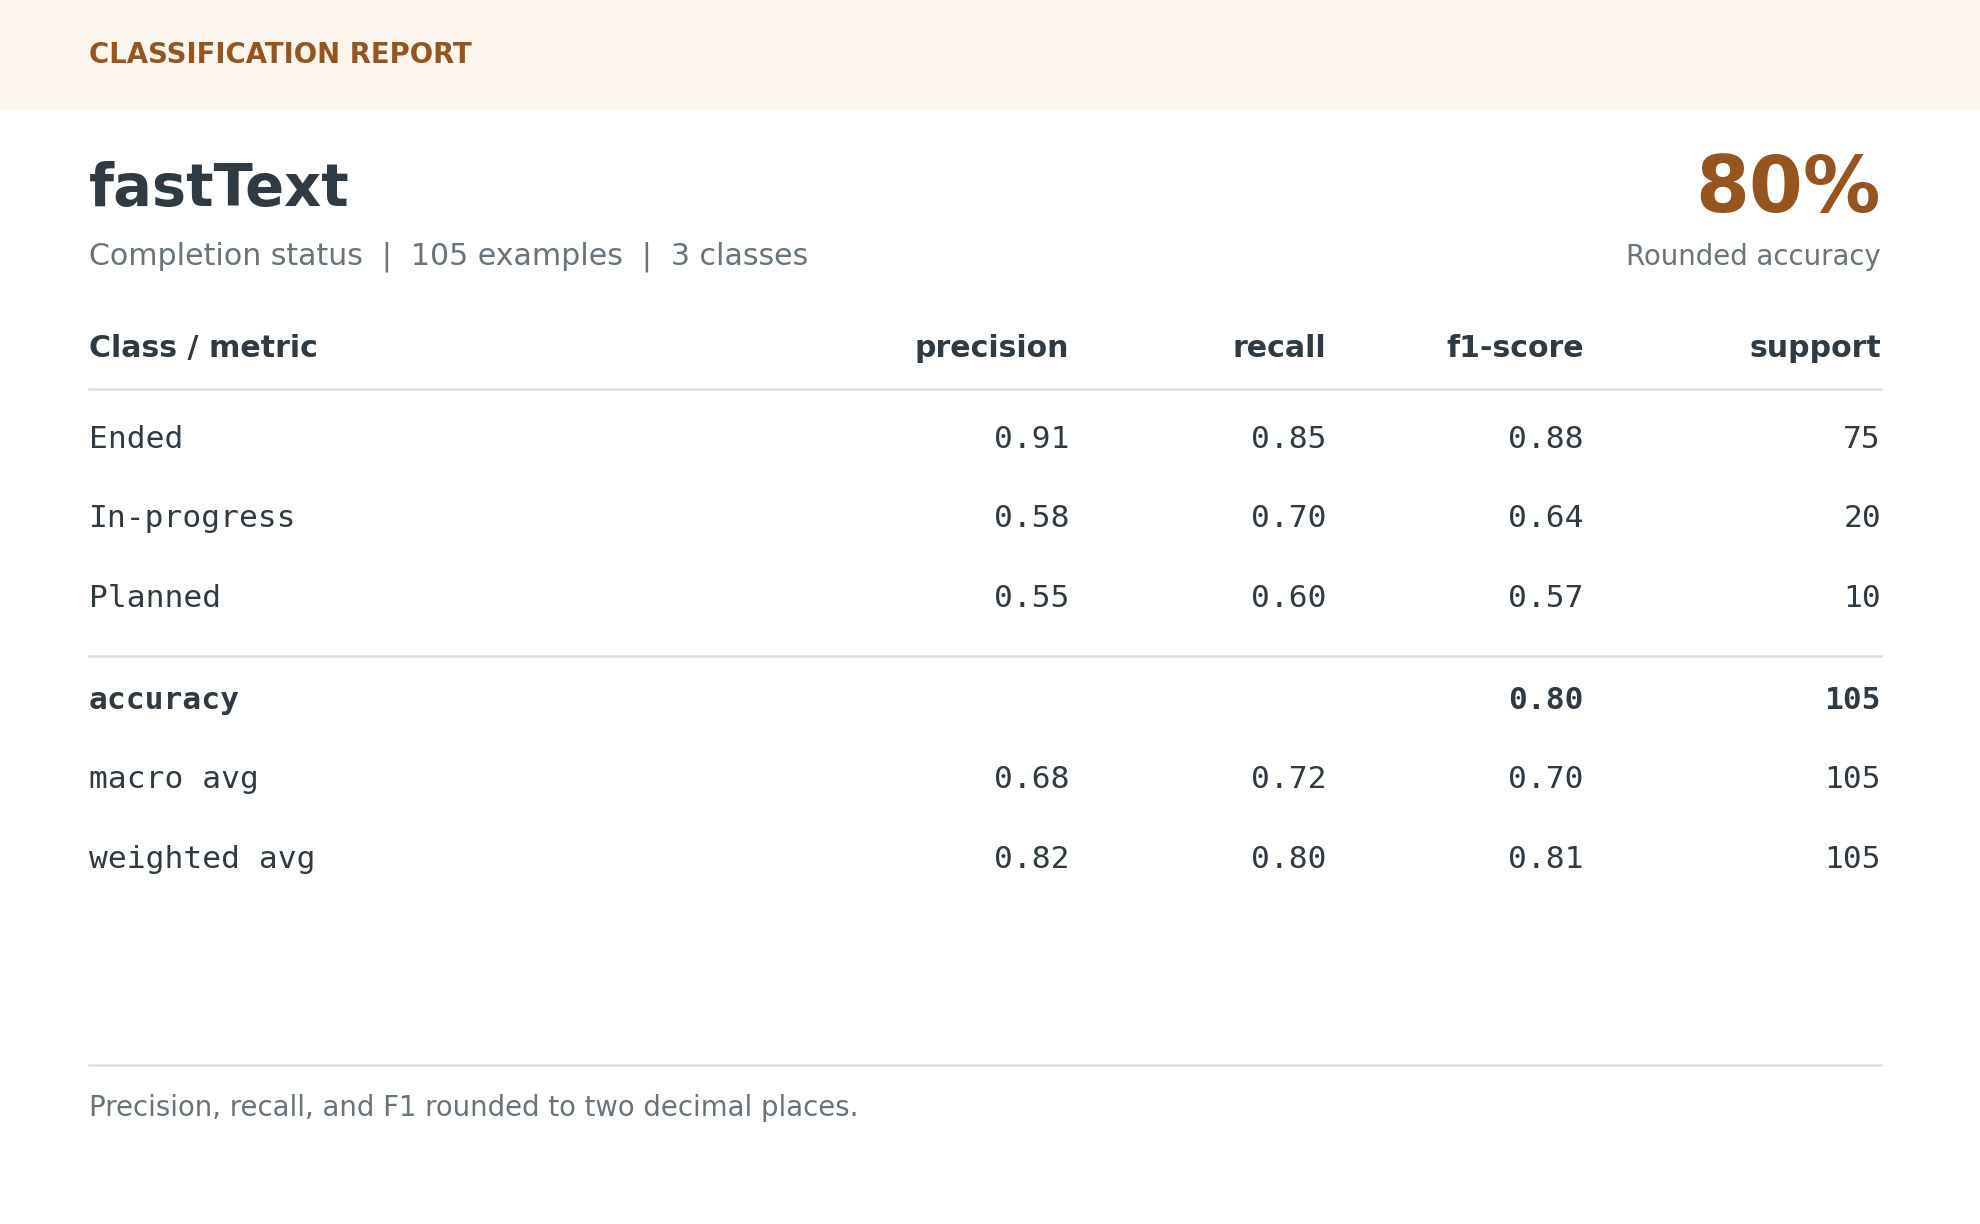 CLASSIFICATION REPORT
fastText 80%
Completion status | 105 examples | 3 classes Rounded accuracy
Class / metric precision recall f1-score support
Ended 0.91 0.85 0.88 75
In-progress 0.58 0.70 0.64 20
Planned 0.55 0.60 0.57 10
accuracy 0.80 105
macro avg 0.68 0.72 0.70 105
weighted avg 0.82 0.80 0.81 105
Precision, recall, and F1 rounded to two decimal places.